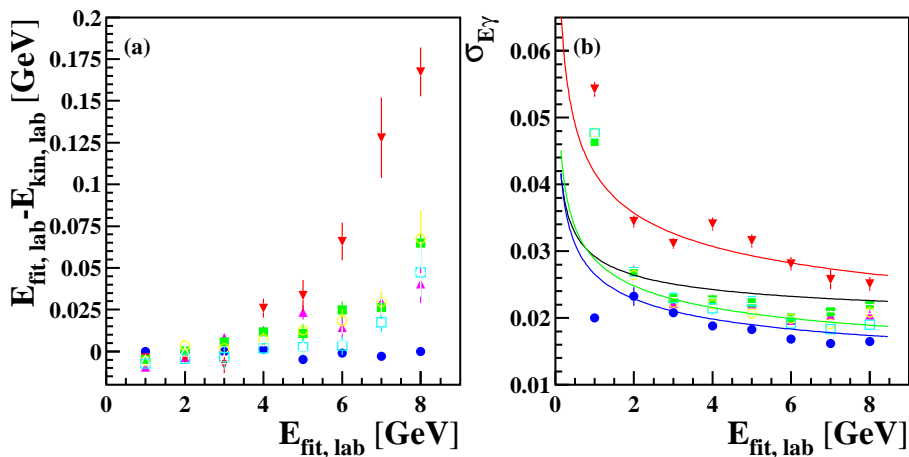 E_fit, lab-E_kin, lab [GeV]
(a)
0.2
0.175
0.15
0.125
0.1
0.075
0.05
0.025
0
0 2 4 6 8
E_fit, lab [GeV]
σ_Eγ
(b)
0.06
0.05
0.04
0.03
0.02
0.01
0 2 4 6 8
E_fit, lab [GeV]